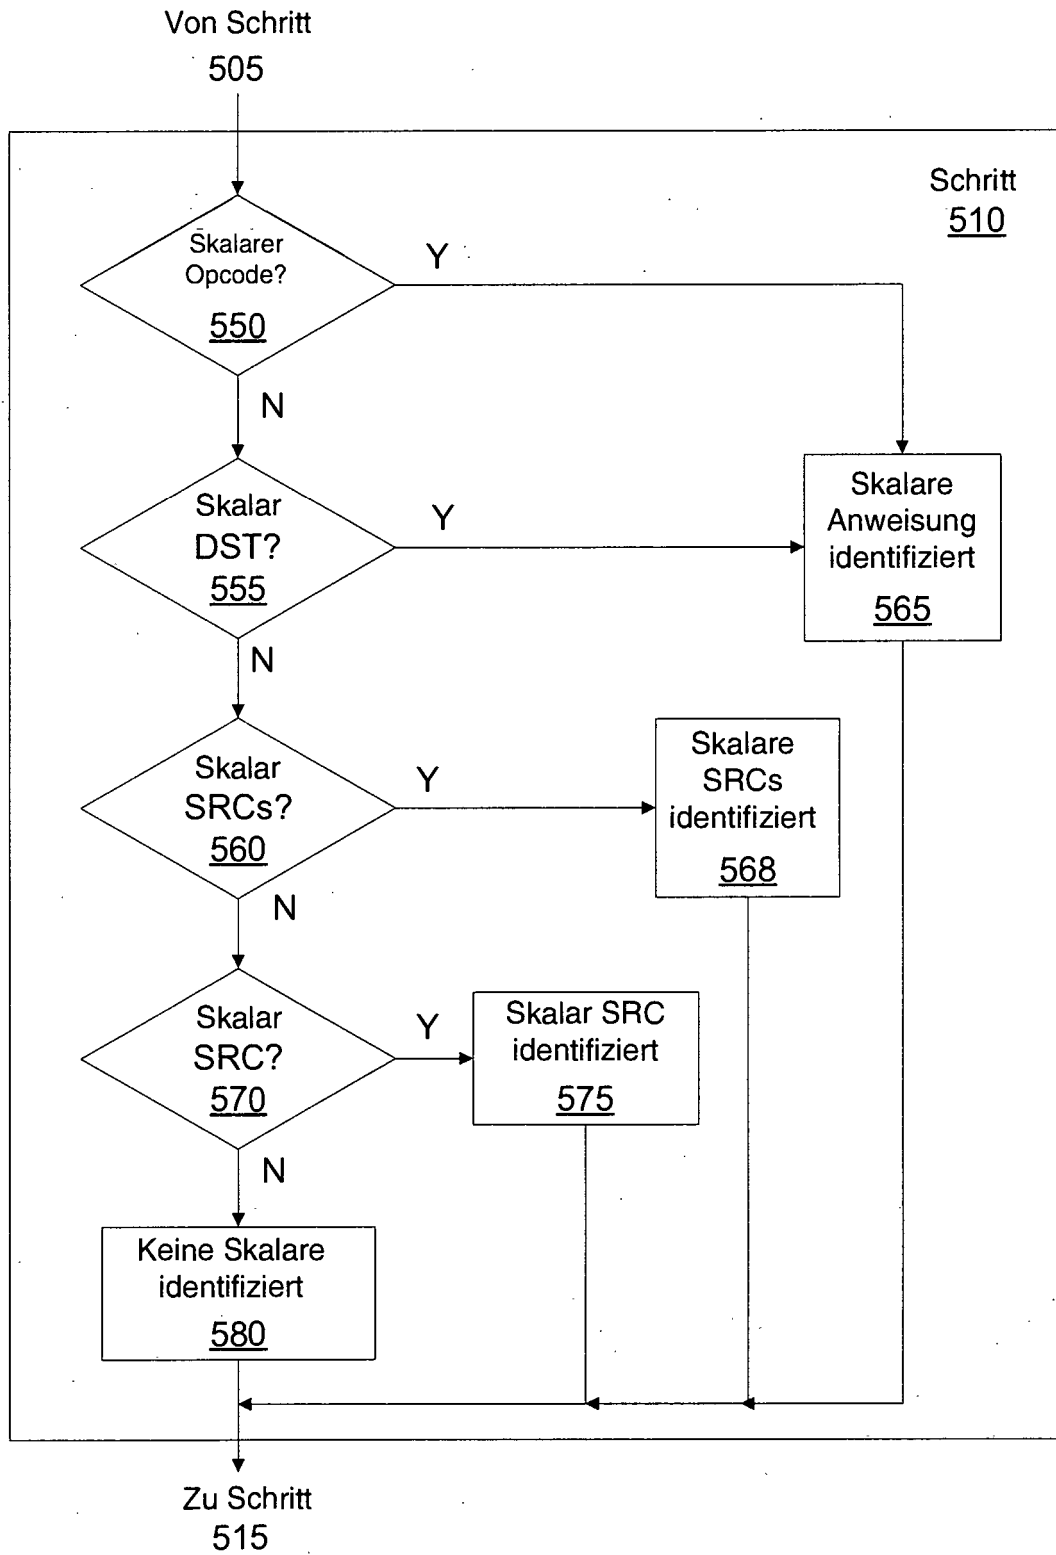 Von Schritt
505
Schritt
510
Skalarer
Opcode?
550
Y
N
Skalar
DST?
555
Y
N
Skalare
Anweisung
identifiziert
565
Skalar
SRCs?
560
Y
N
Skalare
SRCs
identifiziert
568
Skalar
SRC?
570
Y
N
Skalar SRC
identifiziert
575
Keine Skalare
identifiziert
580
Zu Schritt
515